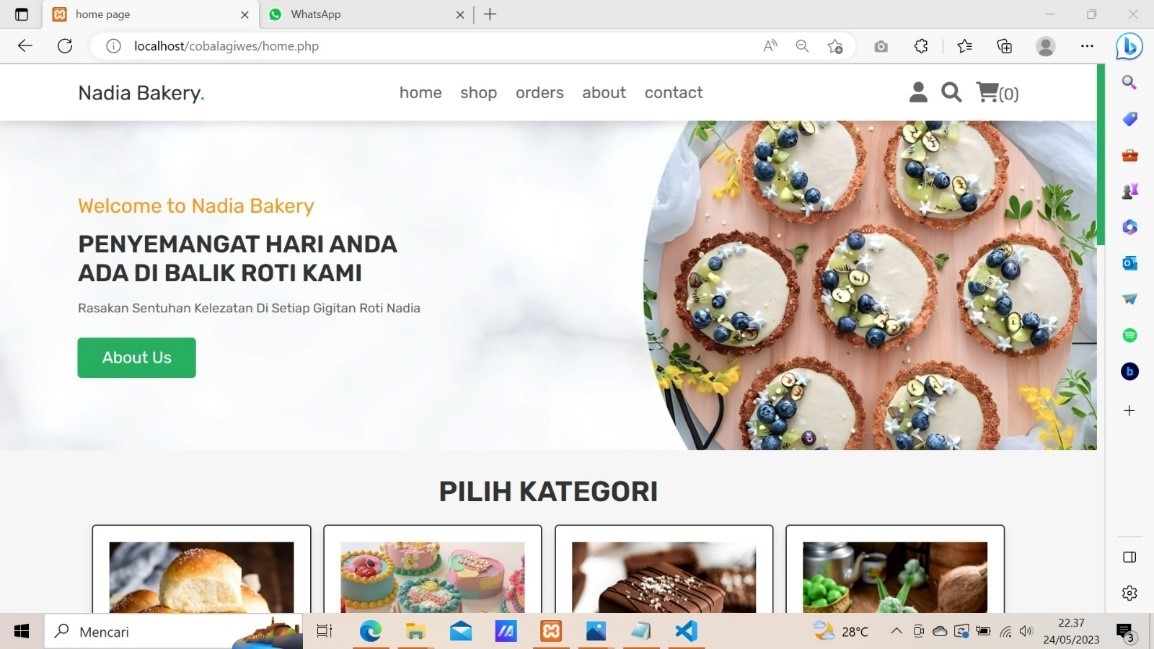 home page
WhatsApp
localhost/cobalagiwes/home.php
Nadia Bakery.
home
shop
orders
about
contact
(0)
Welcome to Nadia Bakery
PENYEMANGAT HARI ANDA
ADA DI BALIK ROTI KAMI
Rasakan Sentuhan Kelezatan Di Setiap Gigitan Roti Nadia
About Us
PILIH KATEGORI
Mencari
28°C
22.37
24/05/2023
3